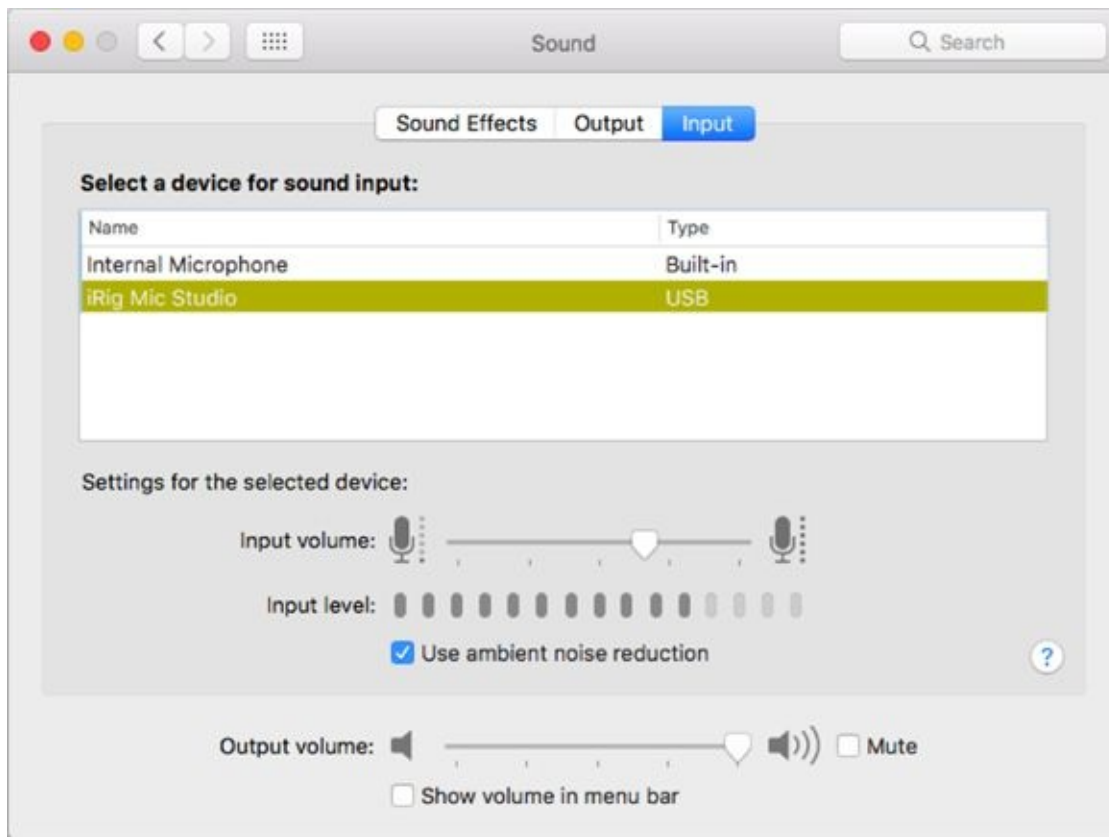 Sound
Search
Sound Effects Output Input
Select a device for sound input:
Name Type
Internal Microphone Built-in
iRig Mic Studio USB
Settings for the selected device:
Input volume:
Input level:
Use ambient noise reduction
?
Output volume: Mute
Show volume in menu bar